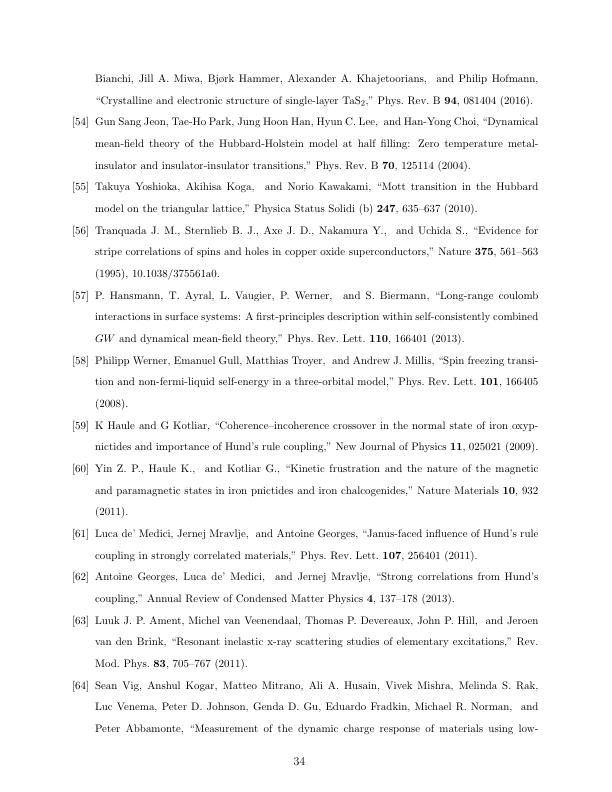 Bianchi, Jill A. Miwa, Bjørk Hammer, Alexander A. Khajetoorians, and Philip Hofmann,
“Crystalline and electronic structure of single-layer TaS₂,” Phys. Rev. B 94, 081404 (2016).
[54] Gun Sang Jeon, Tae-Ho Park, Jung Hoon Han, Hyun C. Lee, and Han-Yong Choi, “Dynamical
mean-field theory of the Hubbard-Holstein model at half filling: Zero temperature metal-
insulator and insulator-insulator transitions,” Phys. Rev. B 70, 125114 (2004).
[55] Takuya Yoshioka, Akihisa Koga, and Norio Kawakami, “Mott transition in the Hubbard
model on the triangular lattice,” Physica Status Solidi (b) 247, 635–637 (2010).
[56] Tranquada J. M., Sternlieb B. J., Axe J. D., Nakamura Y., and Uchida S., “Evidence for
stripe correlations of spins and holes in copper oxide superconductors,” Nature 375, 561–563
(1995), 10.1038/375561a0.
[57] P. Hansmann, T. Ayral, L. Vaugier, P. Werner, and S. Biermann, “Long-range coulomb
interactions in surface systems: A first-principles description within self-consistently combined
GW and dynamical mean-field theory,” Phys. Rev. Lett. 110, 166401 (2013).
[58] Philipp Werner, Emanuel Gull, Matthias Troyer, and Andrew J. Millis, “Spin freezing transi-
tion and non-fermi-liquid self-energy in a three-orbital model,” Phys. Rev. Lett. 101, 166405
(2008).
[59] K Haule and G Kotliar, “Coherence–incoherence crossover in the normal state of iron oxyp-
nictides and importance of Hund’s rule coupling,” New Journal of Physics 11, 025021 (2009).
[60] Yin Z. P., Haule K., and Kotliar G., “Kinetic frustration and the nature of the magnetic
and paramagnetic states in iron pnictides and iron chalcogenides,” Nature Materials 10, 932
(2011).
[61] Luca de’ Medici, Jernej Mravlje, and Antoine Georges, “Janus-faced influence of Hund’s rule
coupling in strongly correlated materials,” Phys. Rev. Lett. 107, 256401 (2011).
[62] Antoine Georges, Luca de’ Medici, and Jernej Mravlje, “Strong correlations from Hund’s
coupling,” Annual Review of Condensed Matter Physics 4, 137–178 (2013).
[63] Luuk J. P. Ament, Michel van Veenendaal, Thomas P. Devereaux, John P. Hill, and Jeroen
van den Brink, “Resonant inelastic x-ray scattering studies of elementary excitations,” Rev.
Mod. Phys. 83, 705–767 (2011).
[64] Sean Vig, Anshul Kogar, Matteo Mitrano, Ali A. Husain, Vivek Mishra, Melinda S. Rak,
Luc Venema, Peter D. Johnson, Genda D. Gu, Eduardo Fradkin, Michael R. Norman, and
Peter Abbamonte, “Measurement of the dynamic charge response of materials using low-
34